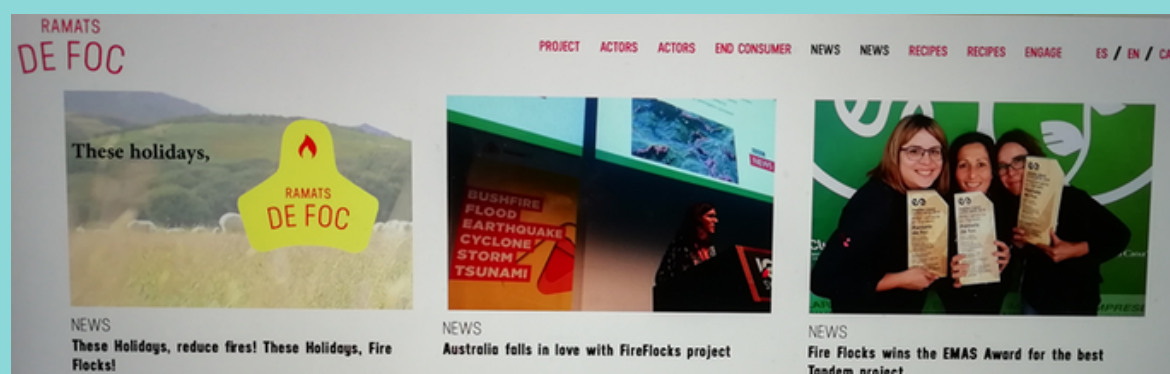 RAMATS
DE FOC
PROJECT ACTORS ACTORS END CONSUMER NEWS NEWS RECIPES RECIPES ENGAGE ES / EN / CA
These holidays,
RAMATS
DE FOC
BUSHFIRE
FLOOD
EARTHQUAKE
CYCLONE
STORM
TSUNAMI
NEWS
NEWS
These Holidays, reduce fires! These Holidays, Fire
Flocks!
NEWS
Australia falls in love with FireFlocks project
NEWS
Fire Flocks wins the EMAS Award for the best
Tandem project